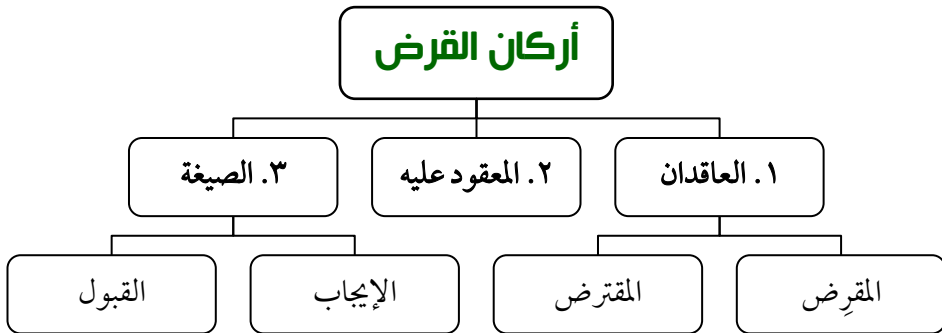 أركان القرض
١. العاقدان
٢. المعقود عليه
٣. الصيغة
المقرِض
المقترض
الإيجاب
القبول